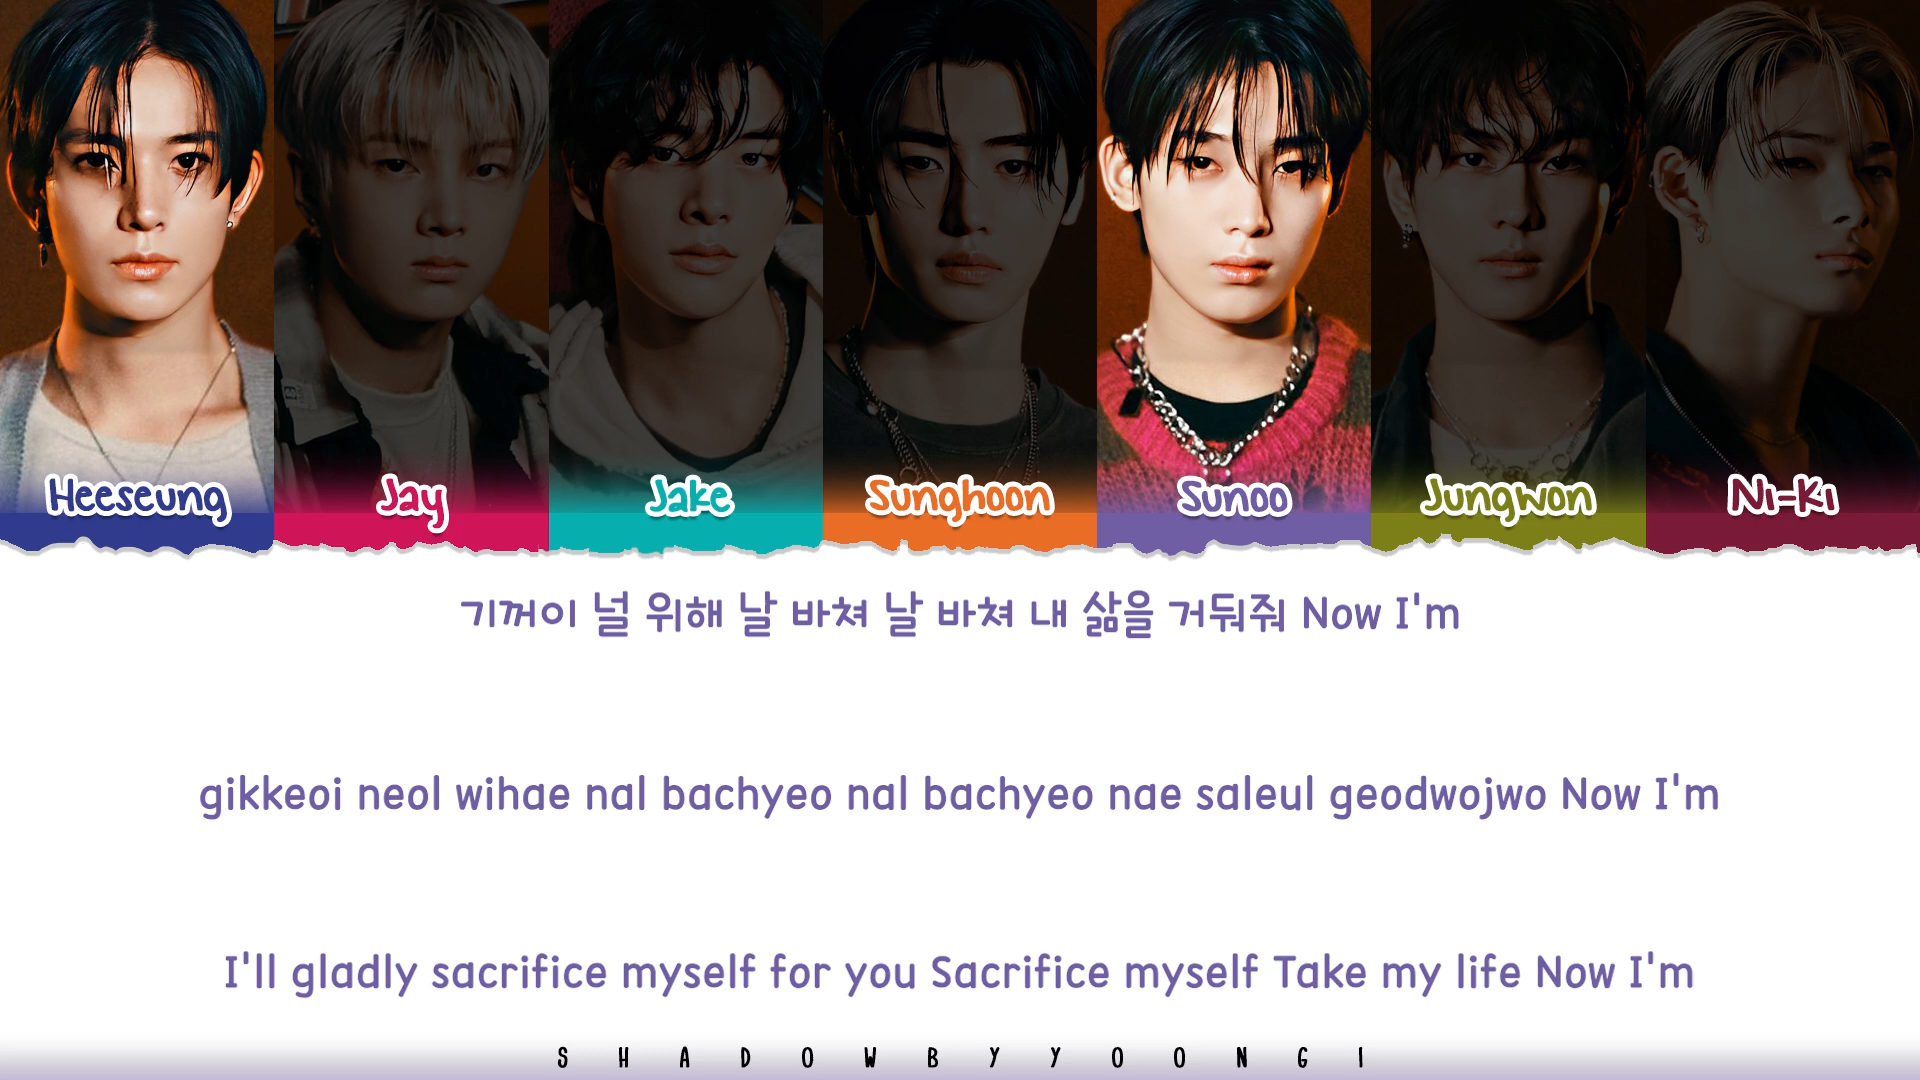 Heeseung Jay Jake Sunghoon Sunoo Jungwon Ni-Ki
기꺼이 널 위해 날 바쳐 날 바쳐 내 삶을 거둬줘 Now I'm
gikkeoi neol wihae nal bachyeo nal bachyeo nae saleul geodwojwo Now I'm
I'll gladly sacrifice myself for you Sacrifice myself Take my life Now I'm
SHADOWBYYOONGI